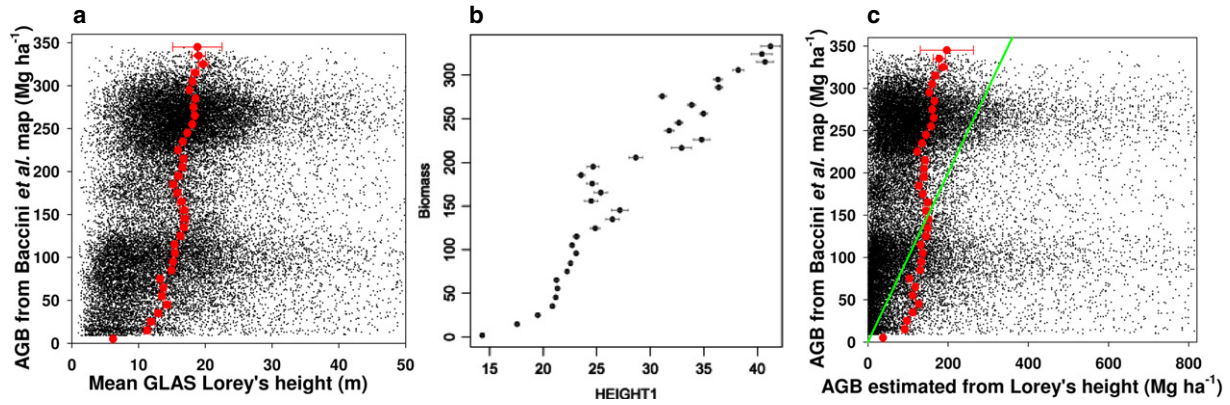 a
AGB from Baccini et al. map (Mg ha-1)
350
300
250
200
150
100
50
0
0 10 20 30 40 50
Mean GLAS Lorey's height (m)
b
Biomass
300
250
200
150
100
50
0
15 20 25 30 35 40
HEIGHT1
c
AGB from Baccini et al. map (Mg ha-1)
350
300
250
200
150
100
50
0
0 200 400 600 800
AGB estimated from Lorey's height (Mg ha-1)